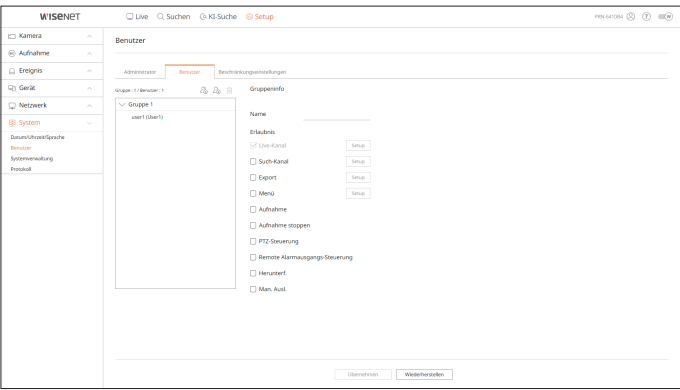 WISENET
Live Suchen KI-Suche Setup
PRN-6410B4
Kamera
Aufnahme
Ereignis
Gerät
Netzwerk
System
Datum/Uhrzeit/Sprache
Benutzer
Systemverwaltung
Protokoll
Benutzer
Administrator Benutzer Beschränkungseinstellungen
Gruppe : 1 / Benutzer : 1
Gruppe 1
user1 (User1)
Gruppeninfo
Name
Erlaubnis
Live-Kanal Setup
Such-Kanal Setup
Export Setup
Menü Setup
Aufnahme
Aufnahme stoppen
PTZ-Steuerung
Remote Alarmausgangs-Steuerung
Herunterf.
Man. Ausl.
Übernehmen Wiederherstellen